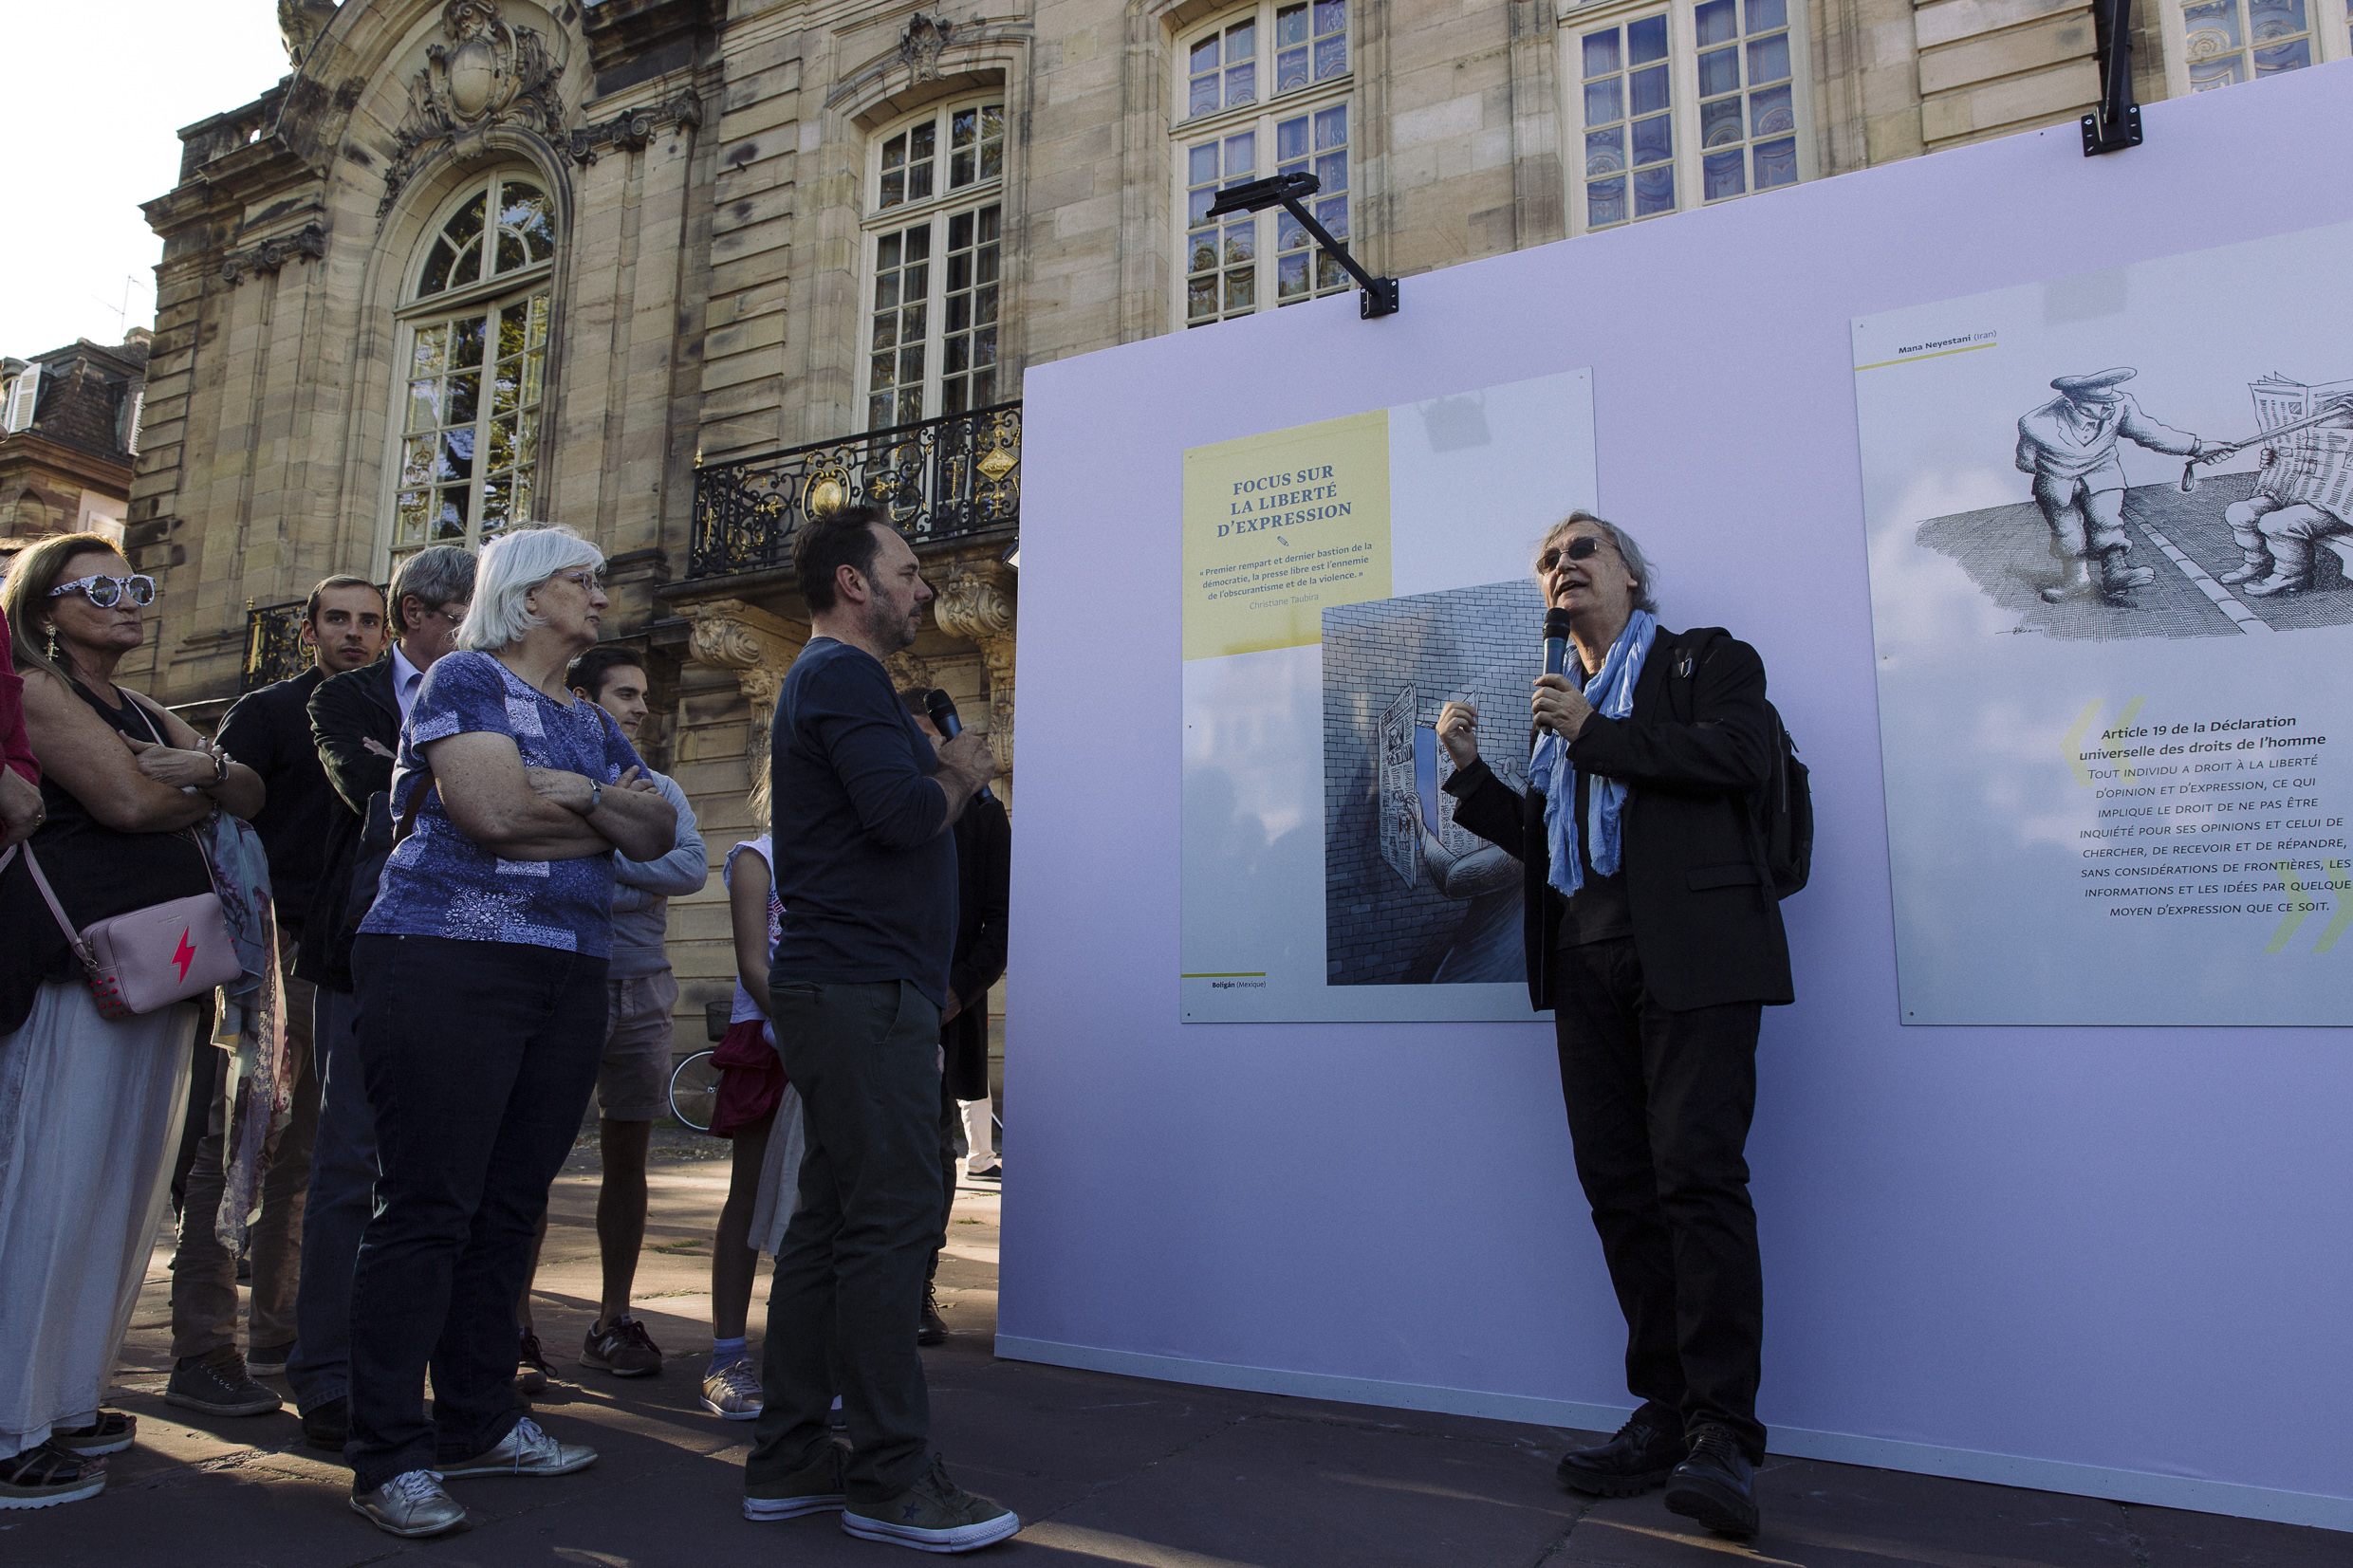 FOCUS SUR
LA LIBERTÉ
D'EXPRESSION
« Premier rempart et dernier bastion de la
démocratie, la presse libre est l'ennemie
de l'obscurantisme et de la violence. »
Christiane Taubira
Boligán (Mexique)
Mana Neyestani (Iran)
Article 19 de la Déclaration
universelle des droits de l'homme
TOUT INDIVIDU A DROIT À LA LIBERTÉ
D'OPINION ET D'EXPRESSION, CE QUI
IMPLIQUE LE DROIT DE NE PAS ÊTRE
INQUIÉTÉ POUR SES OPINIONS ET CELUI DE
CHERCHER, DE RECEVOIR ET DE RÉPANDRE,
SANS CONSIDÉRATIONS DE FRONTIÈRES, LES
INFORMATIONS ET LES IDÉES PAR QUELQUE
MOYEN D'EXPRESSION QUE CE SOIT.